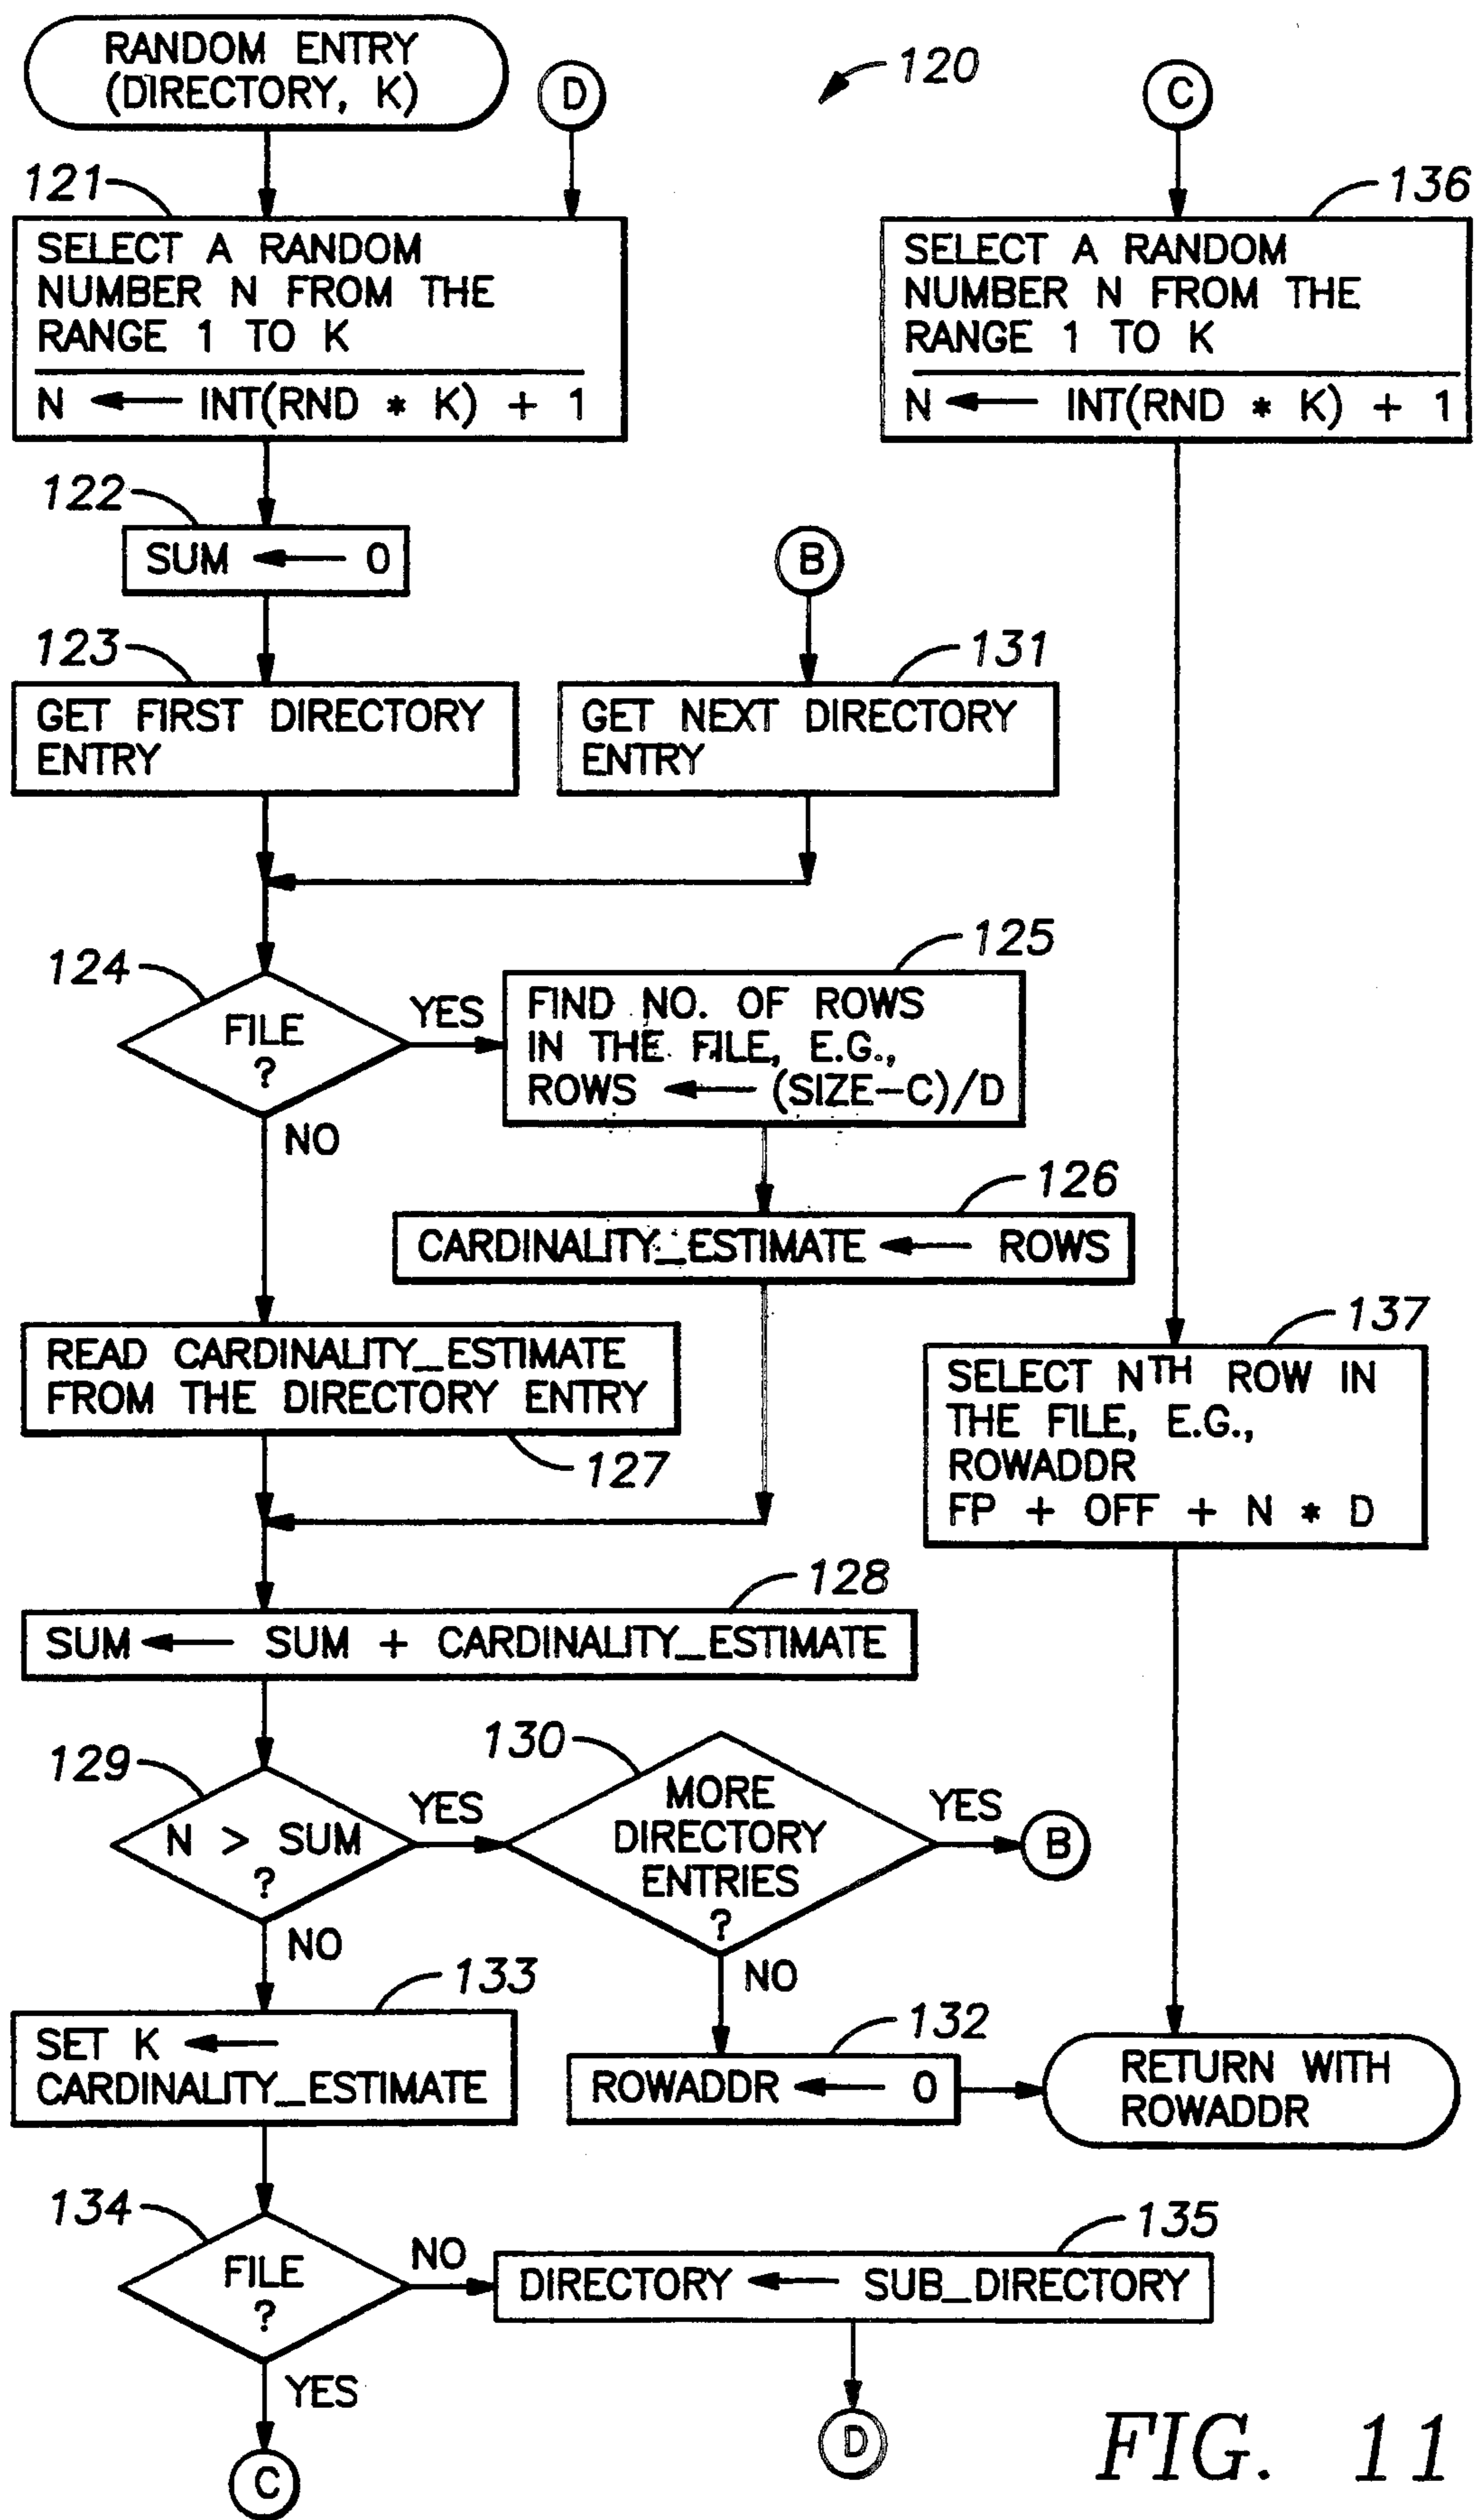 RANDOM ENTRY
(DIRECTORY, K)
D
120
C
121
SELECT A RANDOM
NUMBER N FROM THE
RANGE 1 TO K
N ← INT(RND * K) + 1
136
SELECT A RANDOM
NUMBER N FROM THE
RANGE 1 TO K
N ← INT(RND * K) + 1
122
SUM ← 0
B
123
GET FIRST DIRECTORY
ENTRY
131
GET NEXT DIRECTORY
ENTRY
124
FILE
?
YES
NO
125
FIND NO. OF ROWS
IN THE FILE, E.G.,
ROWS ← (SIZE-C)/D
126
CARDINALITY_ESTIMATE ← ROWS
READ CARDINALITY_ESTIMATE
FROM THE DIRECTORY ENTRY
127
137
SELECT NTH ROW IN
THE FILE, E.G.,
ROWADDR
FP + OFF + N * D
128
SUM ← SUM + CARDINALITY_ESTIMATE
129
N > SUM
?
YES
NO
130
MORE
DIRECTORY
ENTRIES
?
YES
B
NO
133
SET K ←
CARDINALITY_ESTIMATE
132
ROWADDR ← 0
RETURN WITH
ROWADDR
134
FILE
?
NO
YES
135
DIRECTORY ← SUB_DIRECTORY
D
C
FIG. 11